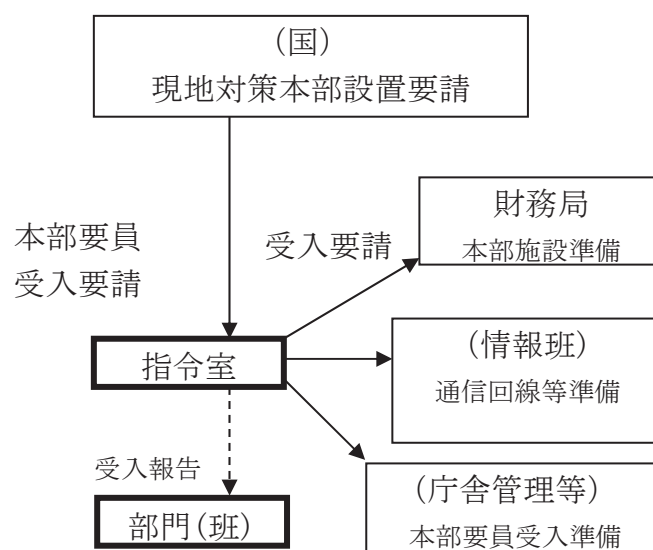 (国)
現地対策本部設置要請
本部要員
受入要請
受入要請
財務局
本部施設準備
指令室
(情報班)
通信回線等準備
受入報告
部門(班)
(庁舎管理等)
本部要員受入準備